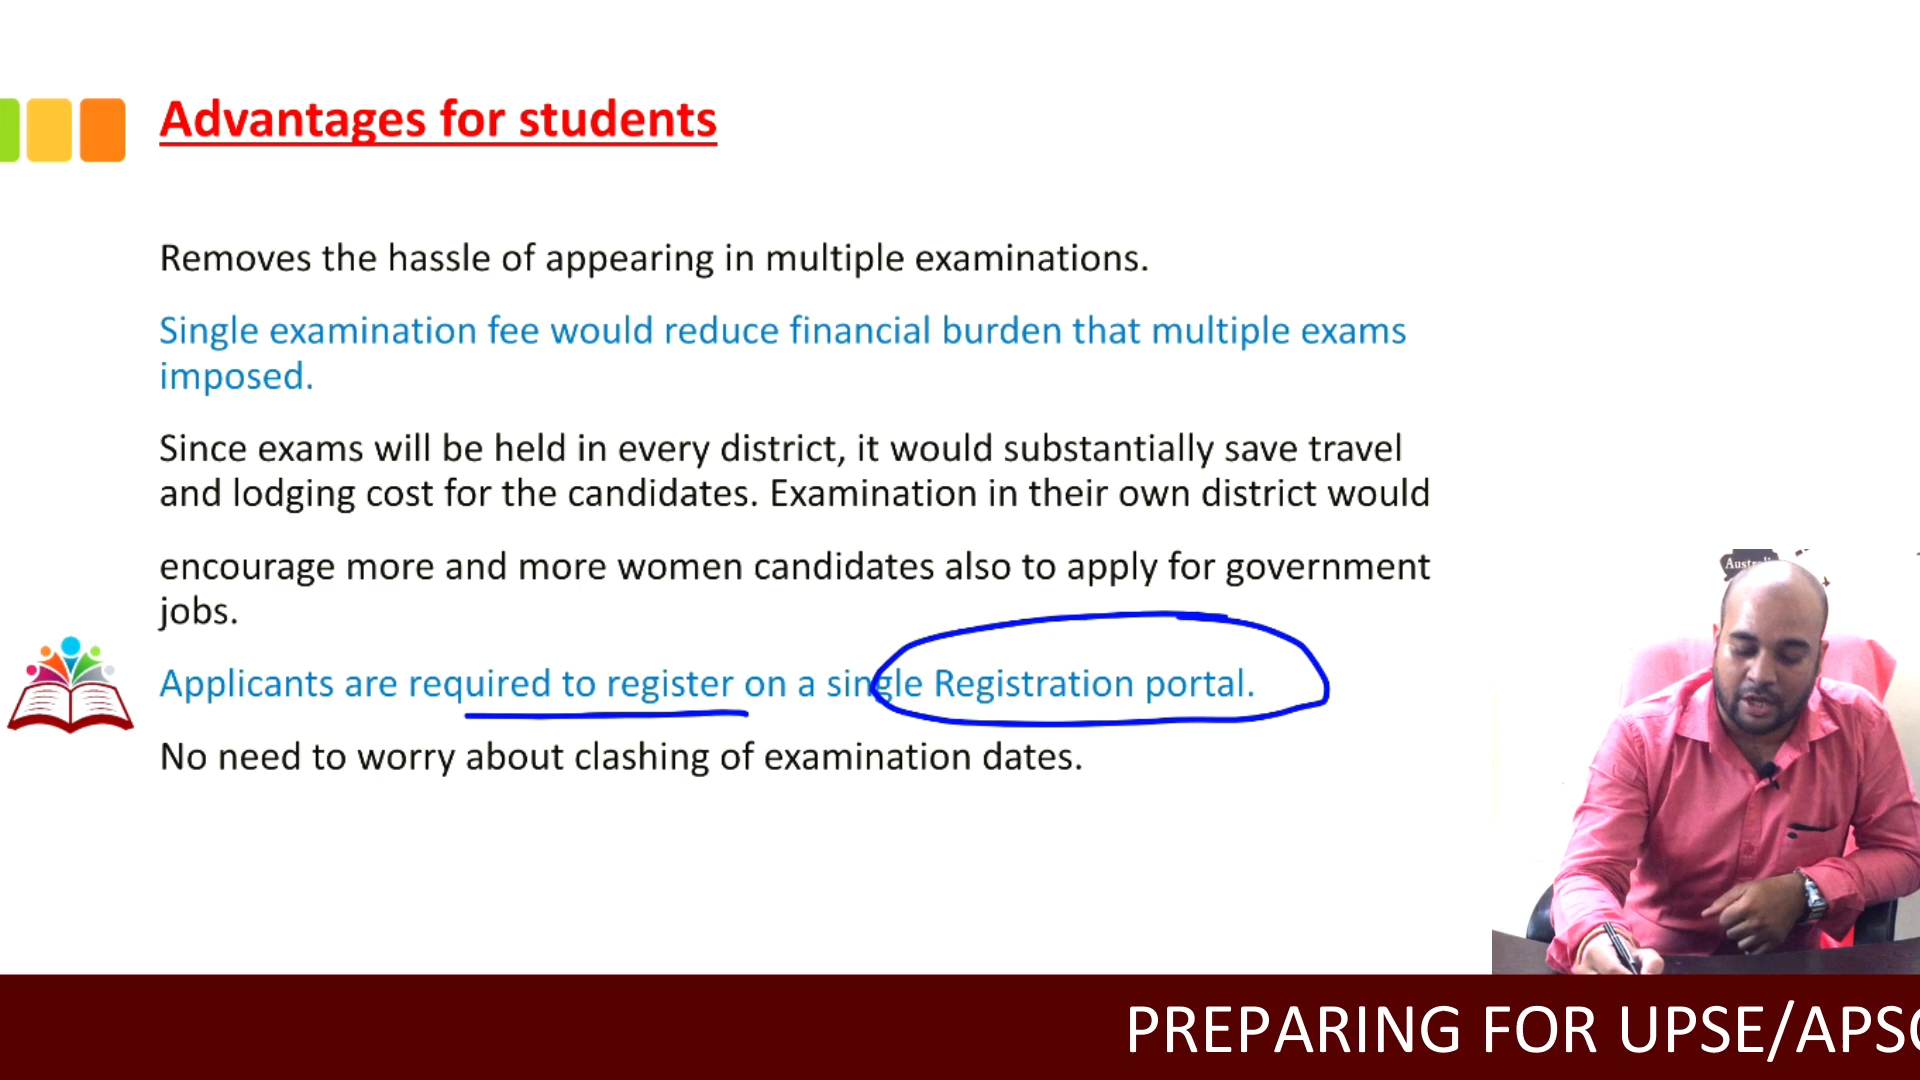 Advantages for students
Removes the hassle of appearing in multiple examinations.
Single examination fee would reduce financial burden that multiple exams
imposed.
Since exams will be held in every district, it would substantially save travel
and lodging cost for the candidates. Examination in their own district would
encourage more and more women candidates also to apply for government
jobs.
Applicants are required to register on a single Registration portal.
No need to worry about clashing of examination dates.
PREPARING FOR UPSE/APSC